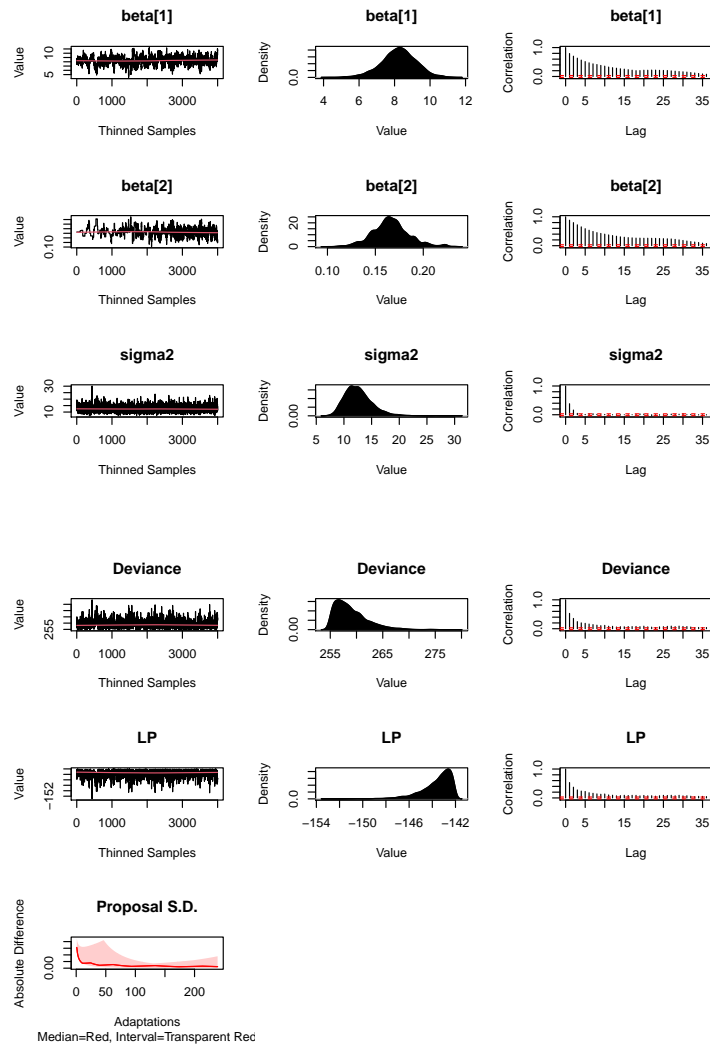 beta[1] beta[1] beta[1]
Value 5 10 Density 0.0 Correlation 0.0 1.0
0 1000 3000 4 6 8 10 12 0 5 15 25 35
Thinned Samples Value Lag
beta[2] beta[2] beta[2]
Value 0.10 Density 0 20 Correlation 0.0 1.0
0 1000 3000 0.10 0.15 0.20 0 5 15 25 35
Thinned Samples Value Lag
sigma2 sigma2 sigma2
Value 10 30 Density 0.00 Correlation 0.0 1.0
0 1000 3000 5 10 15 20 25 30 0 5 15 25 35
Thinned Samples Value Lag
Deviance Deviance Deviance
Value 255 Density 0.00 Correlation 0.0 1.0
0 1000 3000 255 265 275 0 5 15 25 35
Thinned Samples Value Lag
LP LP LP
Value −152 Density 0.0 Correlation 0.0 1.0
0 1000 3000 −154 −150 −146 −142 0 5 15 25 35
Thinned Samples Value Lag
Proposal S.D.
Absolute Difference 0.00
0 50 100 200
Adaptations
Median=Red, Interval=Transparent Red